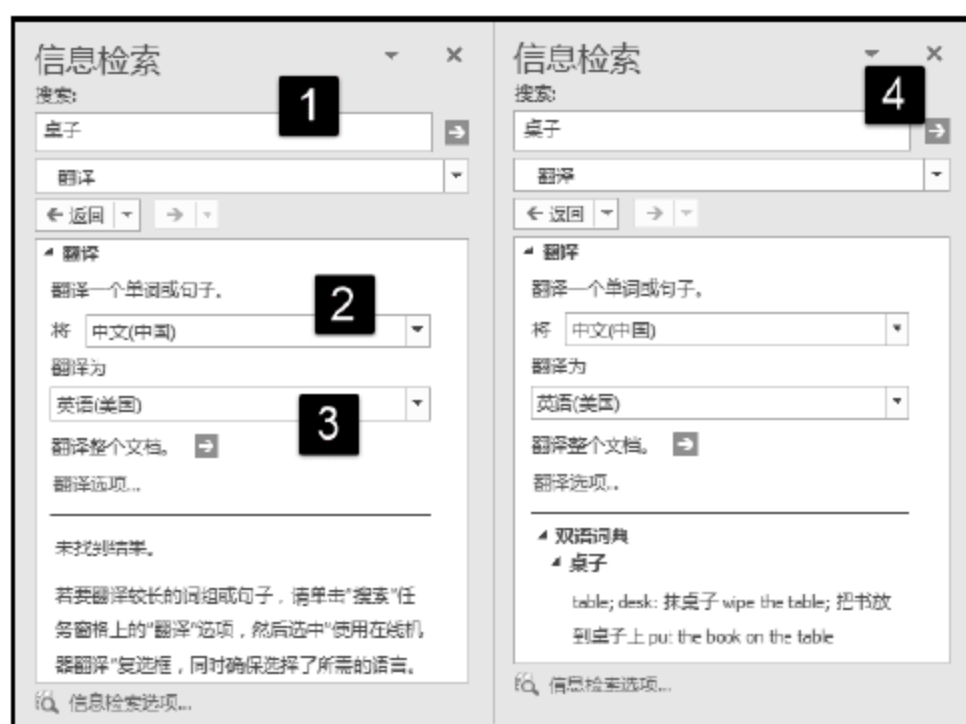 信息检索
搜索:
1
桌子
翻译
返回
翻译
翻译一个单词或句子。
2
将 中文(中国)
翻译为
英语(美国)
3
翻译整个文档。
翻译选项...
未找到结果。
若要翻译较长的词组或句子，请单击"搜索"任
务窗格上的"翻译"选项，然后选中"使用在线机
器翻译"复选框，同时确保选择了所需的语言。
信息检索选项...
信息检索
搜索:
4
桌子
翻译
返回
翻译
翻译一个单词或句子。
将 中文(中国)
翻译为
英语(美国)
翻译整个文档。
翻译选项...
双语词典
桌子
table; desk: 抹桌子 wipe the table; 把书放
到桌子上 put the book on the table
信息检索选项...